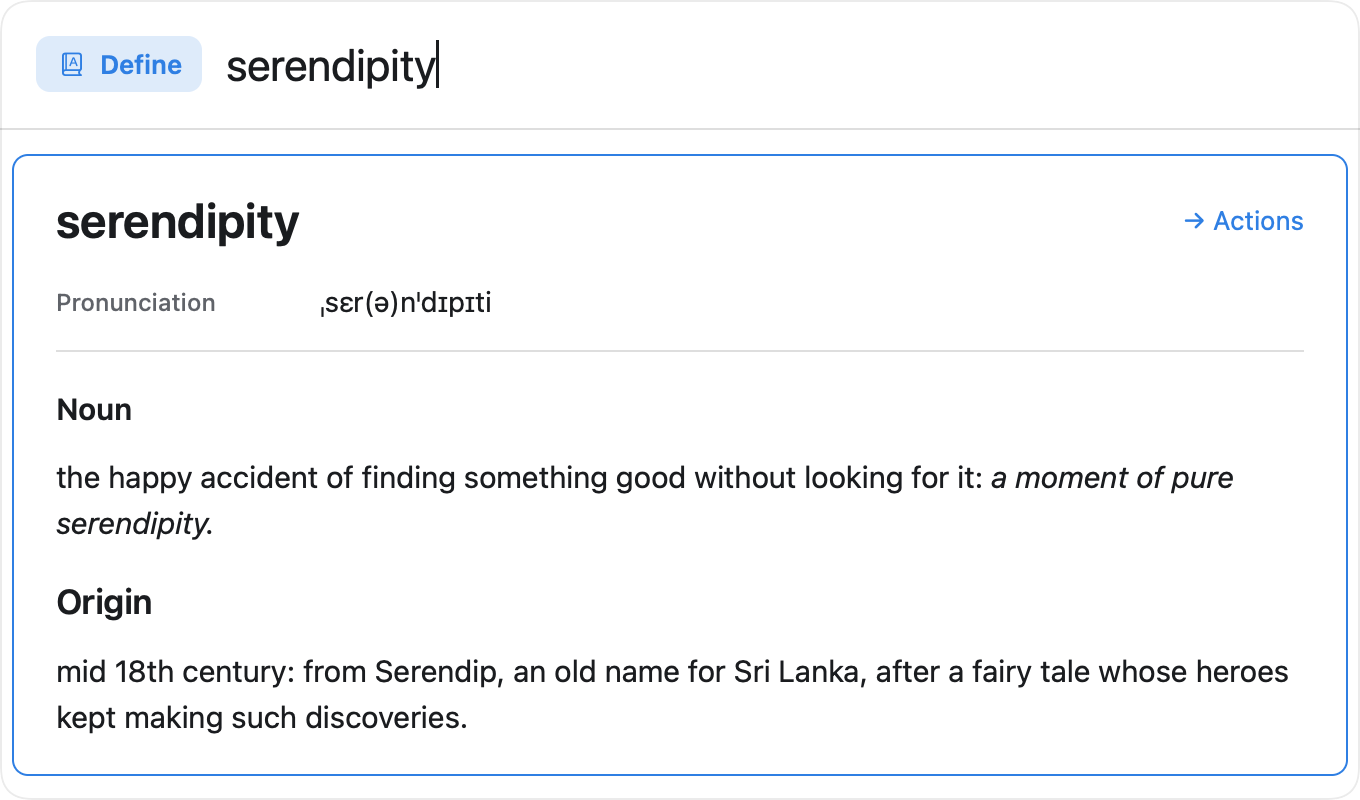 Define serendipity
serendipity
→ Actions
Pronunciation ˌsɛr(ə)nˈdɪpɪti
Noun
the happy accident of finding something good without looking for it: a moment of pure
serendipity.
Origin
mid 18th century: from Serendip, an old name for Sri Lanka, after a fairy tale whose heroes
kept making such discoveries.